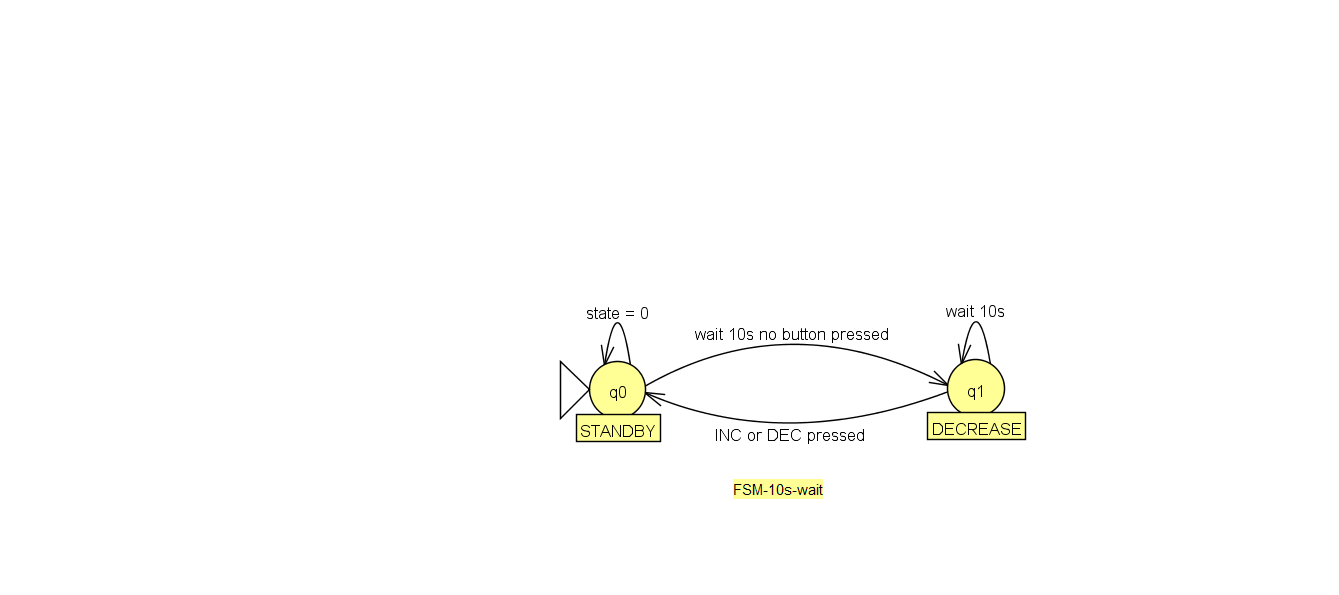 state = 0
wait 10s
wait 10s no button pressed
q0
q1
STANDBY
DECREASE
INC or DEC pressed
FSM-10s-wait